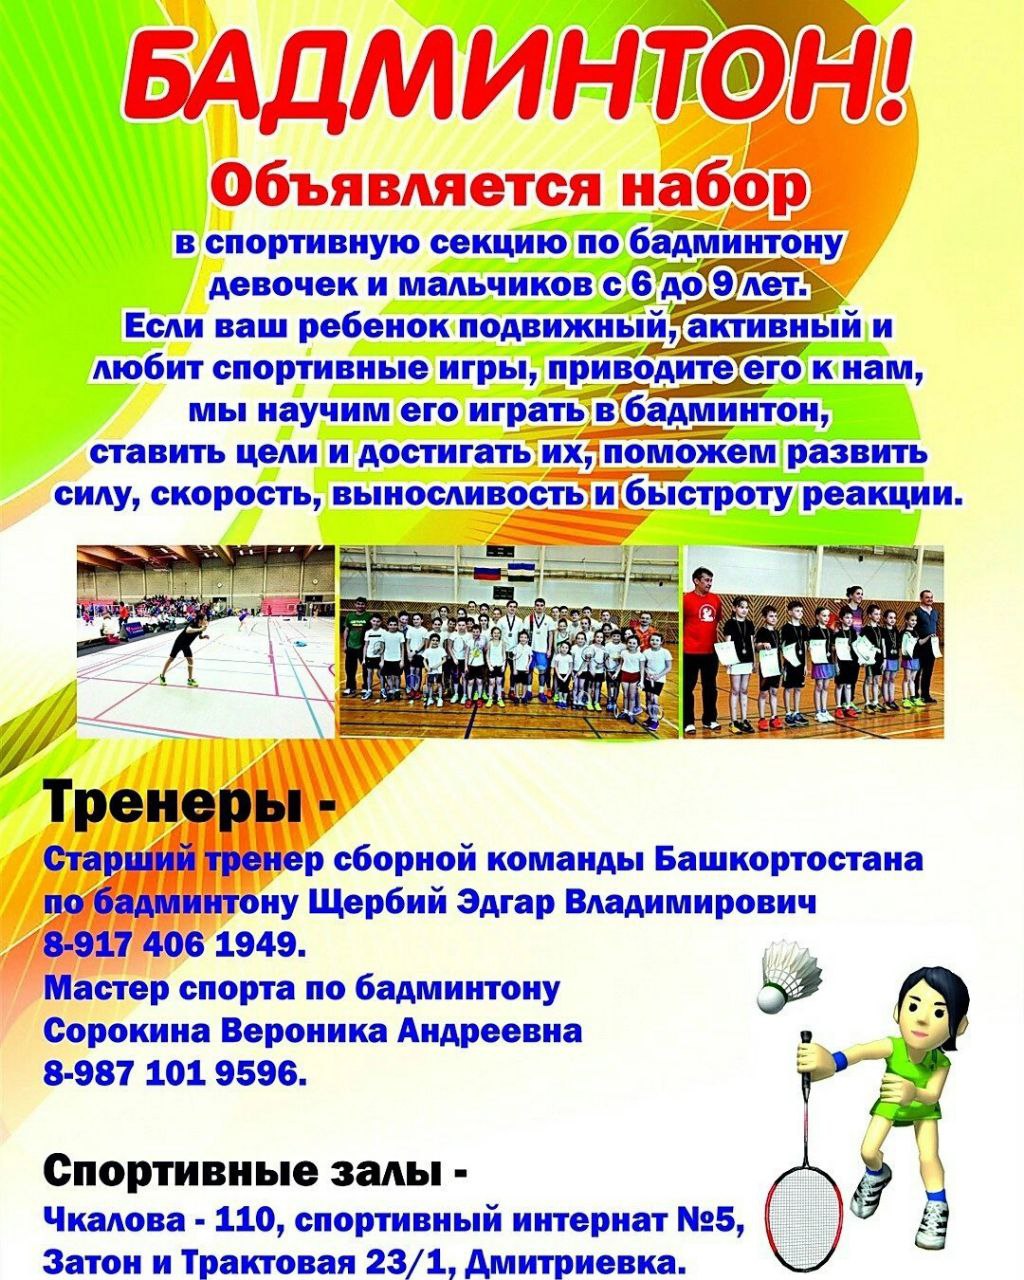 БАДМИНТОН!
Объявляется набор
в спортивную секцию по бадминтону
девочек и мальчиков с 6 до 9 лет.
Если ваш ребенок подвижный, активный и
любит спортивные игры, приводите его к нам,
мы научим его играть в бадминтон,
ставить цели и достигать их, поможем развить
силу, скорость, выносливость и быстроту реакции.
Тренеры -
Старший тренер сборной команды Башкортостана
по бадминтону Щербий Эдгар Владимирович
8-917 406 1949.
Мастер спорта по бадминтону
Сорокина Вероника Андреевна
8-987 101 9596.
Спортивные залы -
Чкалова - 110, спортивный интернат №5,
Затон и Трактовая 23/1, Дмитриевка.